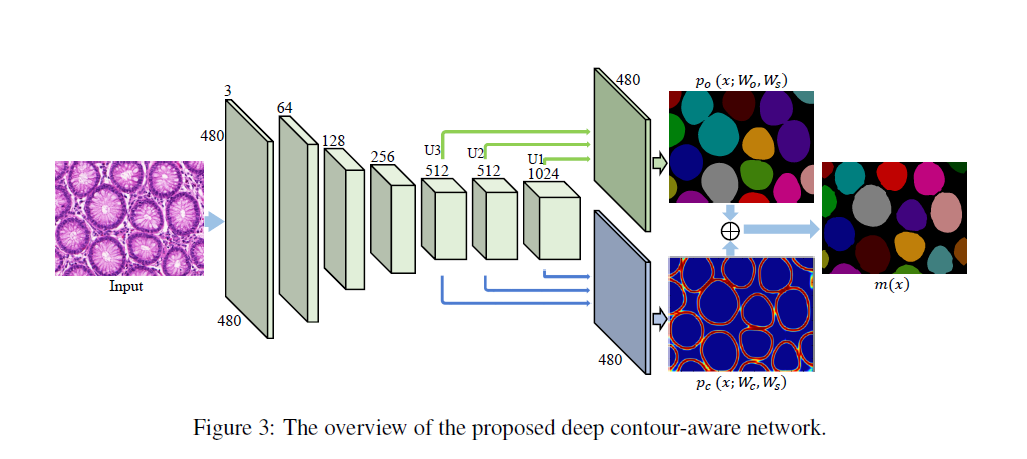 3
480
480
64
128
256
U3
512
U2
512
U1
1024
480
480
Input
p_o (x; W_o, W_s)
m(x)
p_c (x; W_c, W_s)
Figure 3: The overview of the proposed deep contour-aware network.